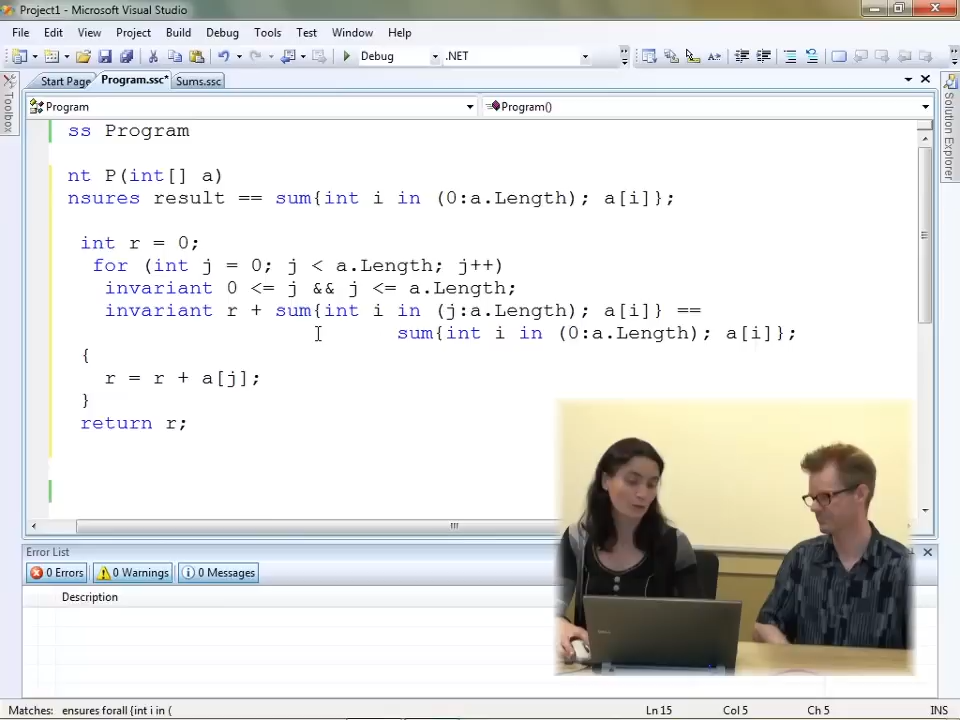 Project1 - Microsoft Visual Studio
File Edit View Project Build Debug Tools Test Window Help
Debug .NET
Start Page Program.ssc* Sums.ssc
Toolbox
Solution Explorer
Program Program()
ss Program
nt P(int[] a)
nsures result == sum{int i in (0:a.Length); a[i]};
int r = 0;
for (int j = 0; j < a.Length; j++)
invariant 0 <= j && j <= a.Length;
invariant r + sum{int i in (j:a.Length); a[i]} ==
sum{int i in (0:a.Length); a[i]};
{
r = r + a[j];
}
return r;
Error List
0 Errors 0 Warnings 0 Messages
Description
Matches: ensures forall {int i in ( Ln 15 Col 5 Ch 5 INS